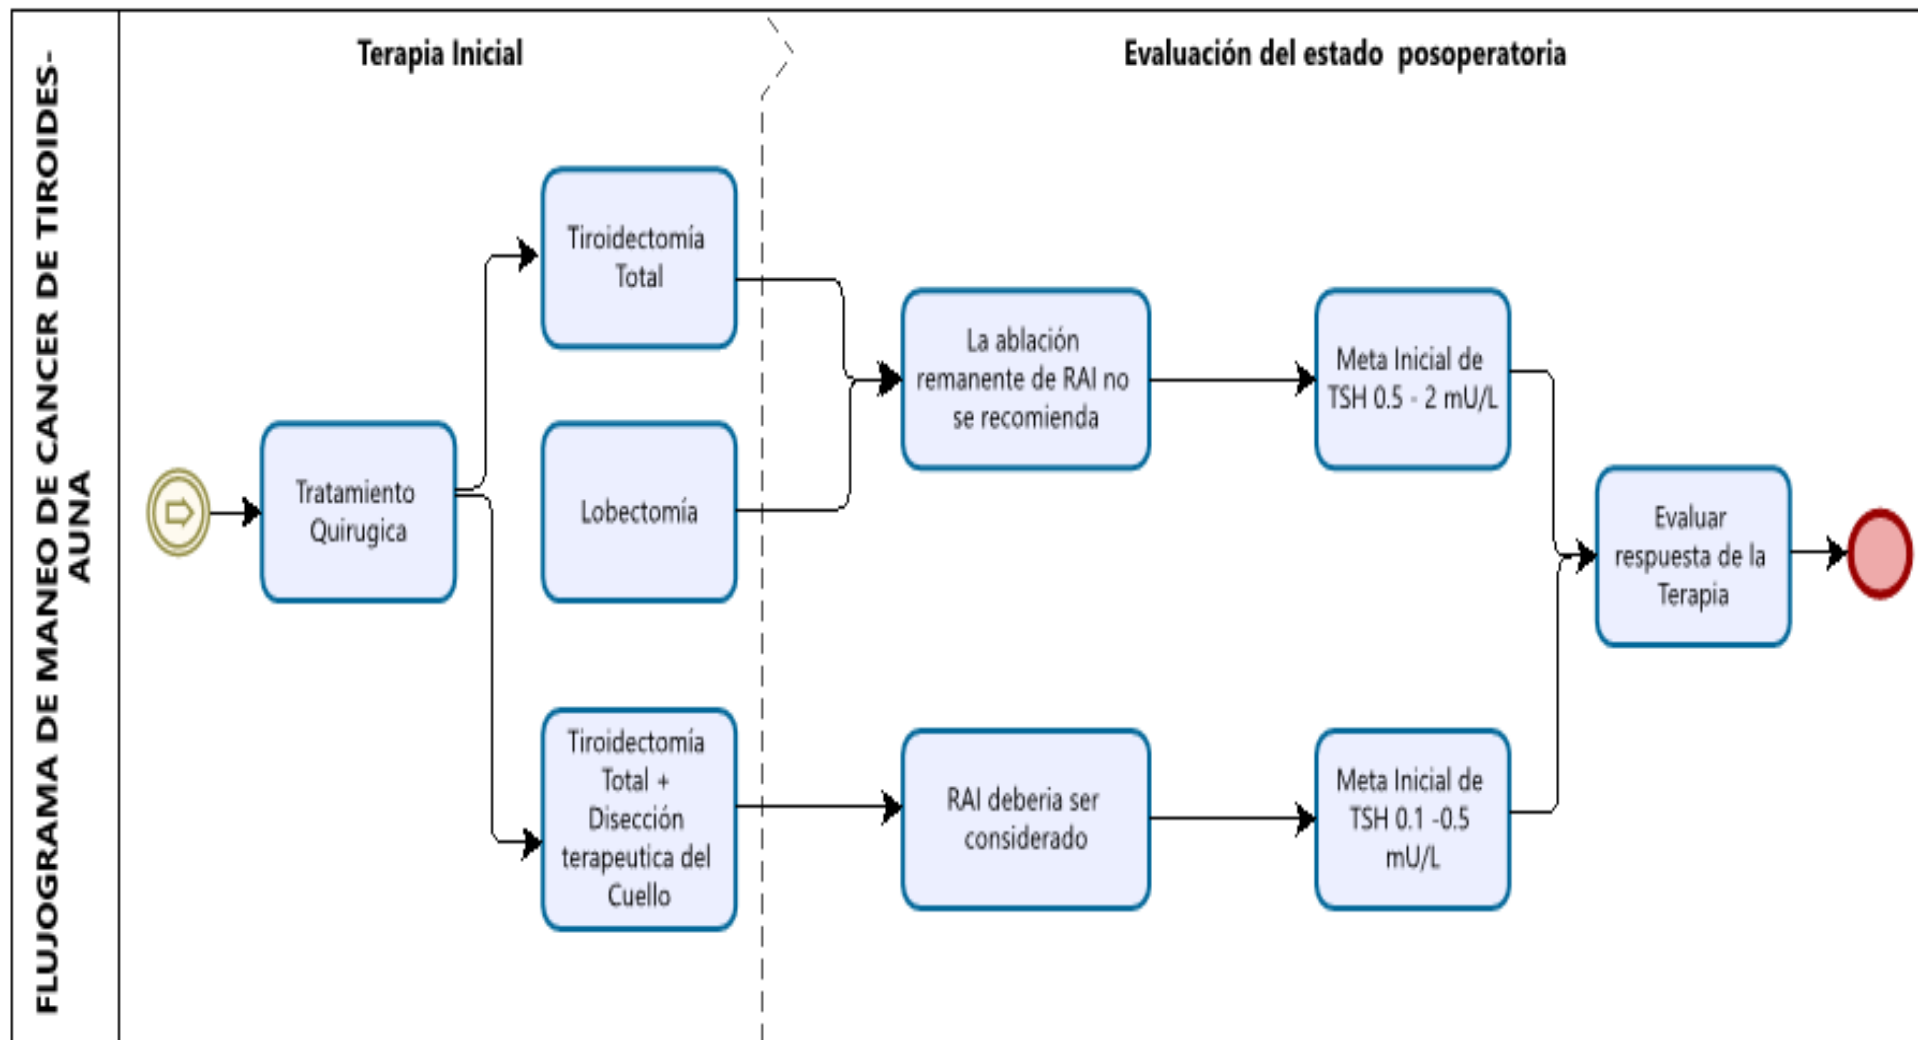 FLUJOGRAMA DE MANEO DE CANCER DE TIROIDES-
AUNA
Terapia Inicial
Evaluación del estado posoperatoria
Tratamiento
Quirugica
Tiroidectomía
Total
Lobectomía
Tiroidectomía
Total +
Disección
terapeutica del
Cuello
La ablación
remanente de RAI no
se recomienda
RAI deberia ser
considerado
Meta Inicial de
TSH 0.5 - 2 mU/L
Meta Inicial de
TSH 0.1 -0.5
mU/L
Evaluar
respuesta de la
Terapia